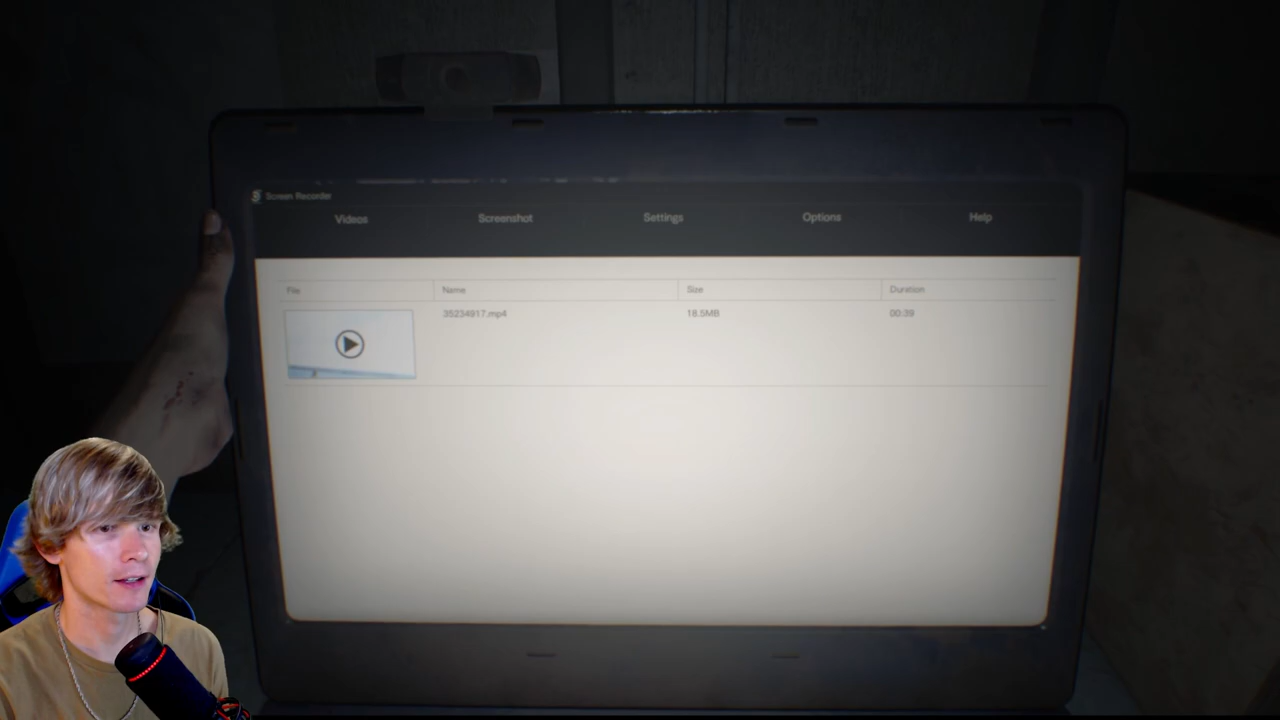 Screen Recorder
Videos Screenshot Settings Options Help
File Name Size Duration
35234917.mp4 18.5MB 00:39